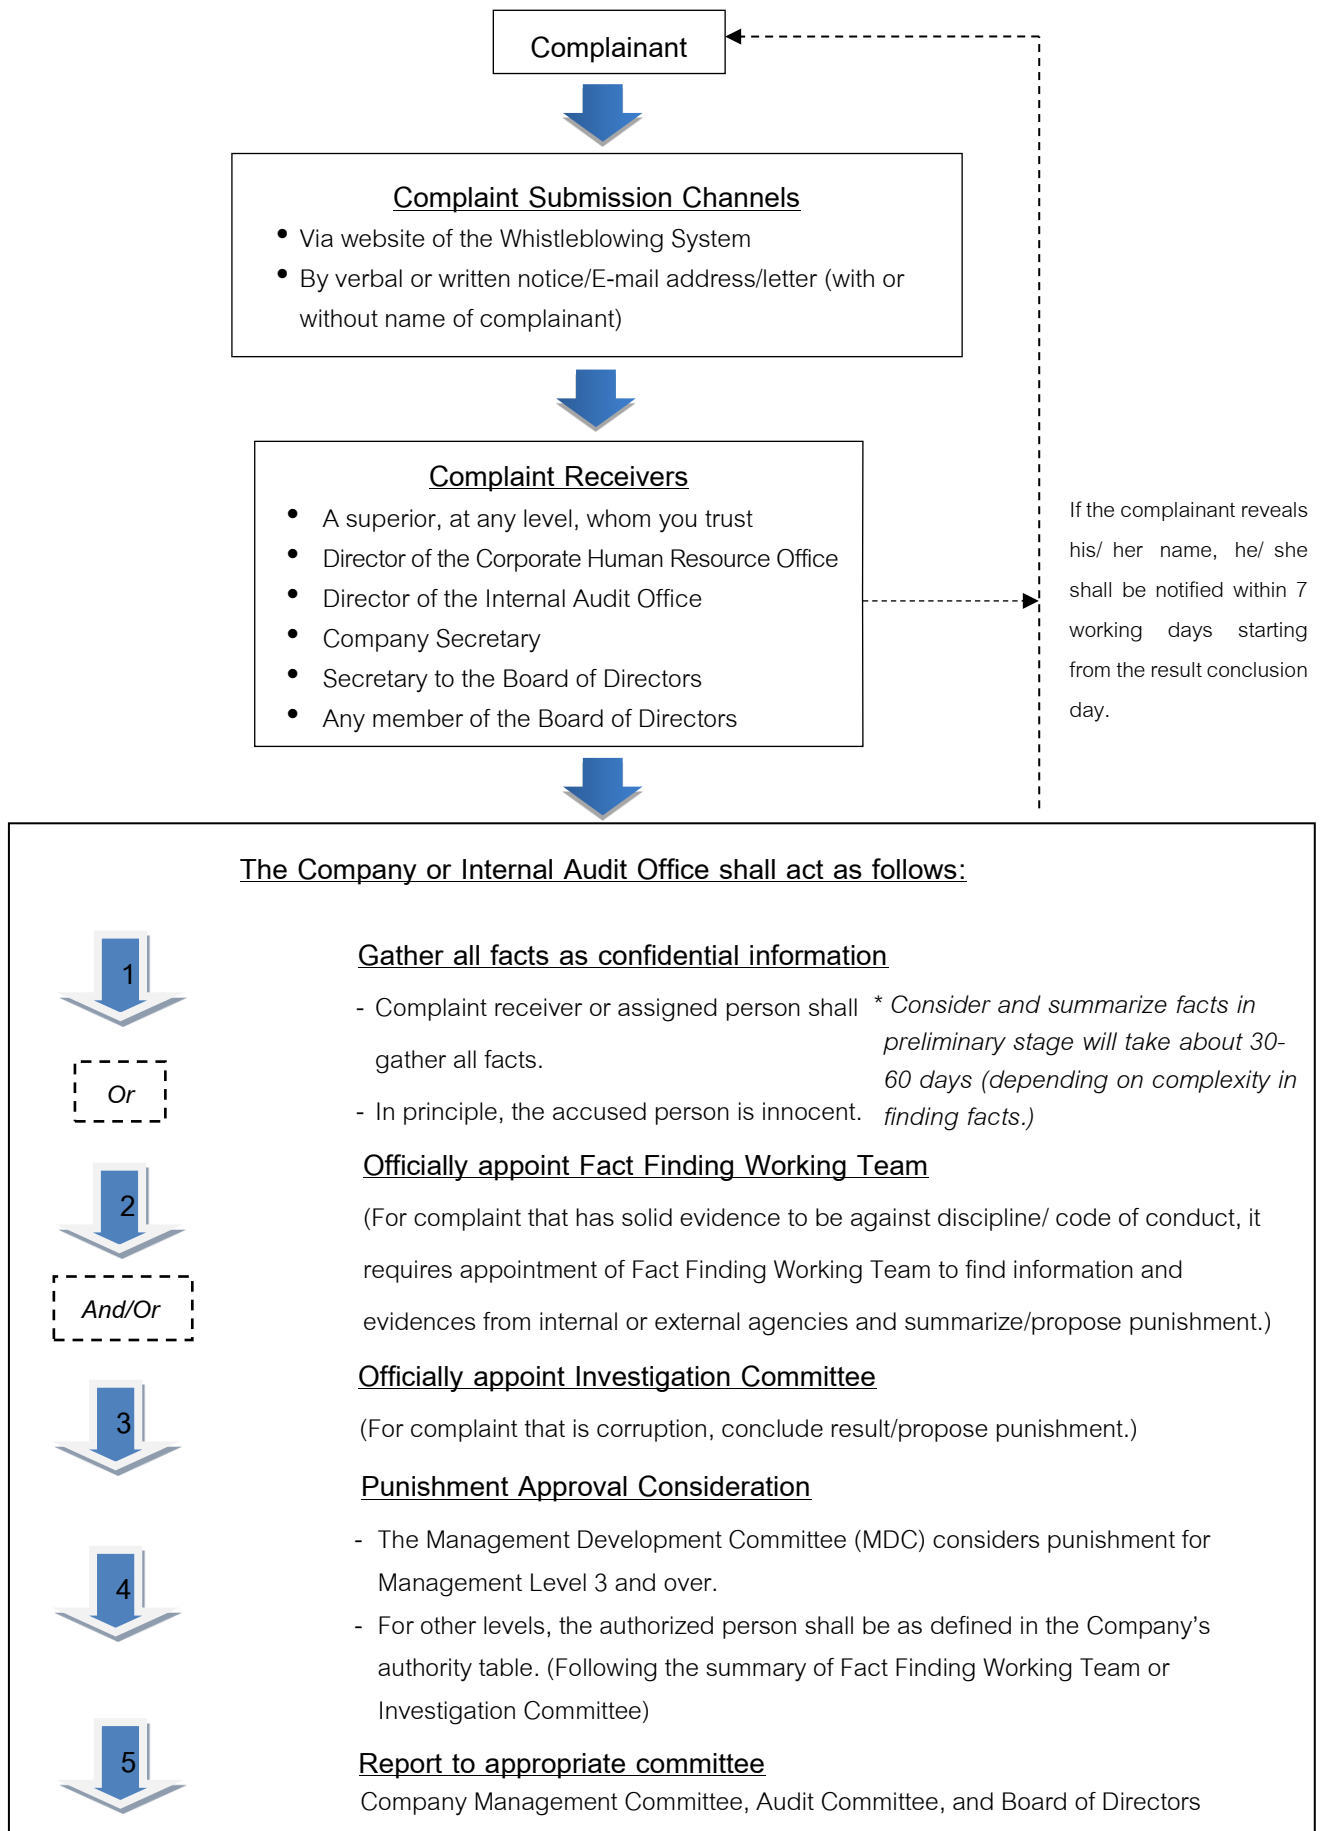 Complainant
Complaint Submission Channels
• Via website of the Whistleblowing System
• By verbal or written notice/E-mail address/letter (with or
without name of complainant)
Complaint Receivers
• A superior, at any level, whom you trust
• Director of the Corporate Human Resource Office
• Director of the Internal Audit Office
• Company Secretary
• Secretary to the Board of Directors
• Any member of the Board of Directors
If the complainant reveals
his/ her name, he/ she
shall be notified within 7
working days starting
from the result conclusion
day.
The Company or Internal Audit Office shall act as follows:
1
Gather all facts as confidential information
- Complaint receiver or assigned person shall
gather all facts.
- In principle, the accused person is innocent.
* Consider and summarize facts in
preliminary stage will take about 30-
60 days (depending on complexity in
finding facts.)
Or
2
Officially appoint Fact Finding Working Team
(For complaint that has solid evidence to be against discipline/ code of conduct, it
requires appointment of Fact Finding Working Team to find information and
evidences from internal or external agencies and summarize/propose punishment.)
And/Or
3
Officially appoint Investigation Committee
(For complaint that is corruption, conclude result/propose punishment.)
4
Punishment Approval Consideration
- The Management Development Committee (MDC) considers punishment for
Management Level 3 and over.
- For other levels, the authorized person shall be as defined in the Company’s
authority table. (Following the summary of Fact Finding Working Team or
Investigation Committee)
5
Report to appropriate committee
Company Management Committee, Audit Committee, and Board of Directors